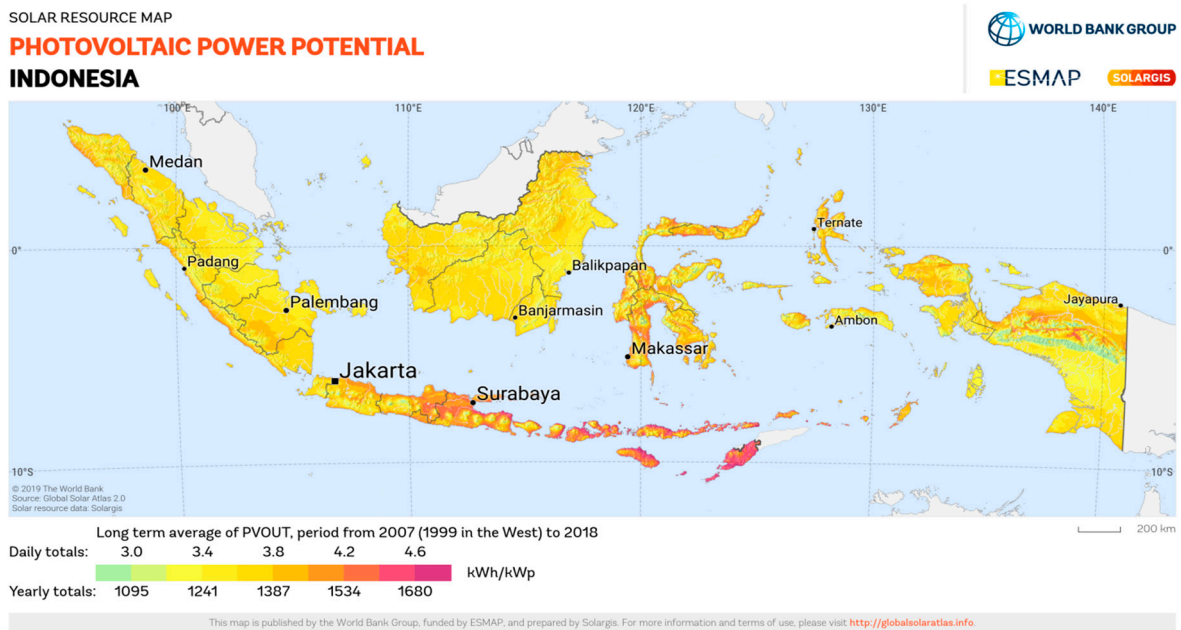 SOLAR RESOURCE MAP
PHOTOVOLTAIC POWER POTENTIAL
INDONESIA
WORLD BANK GROUP
ESMAP
SOLARGIS
100°E
110°E
120°E
130°E
140°E
Medan
Ternate
0°
0°
Padang
Balikpapan
Palembang
Jayapura
Banjarmasin
Ambon
Makassar
Jakarta
Surabaya
10°S
10°S
© 2019 The World Bank
Source: Global Solar Atlas 2.0
Solar resource data: Solargis
200 km
Long term average of PVOUT, period from 2007 (1999 in the West) to 2018
Daily totals: 3.0 3.4 3.8 4.2 4.6
kWh/kWp
Yearly totals: 1095 1241 1387 1534 1680
This map is published by the World Bank Group, funded by ESMAP, and prepared by Solargis. For more information and terms of use, please visit http://globalsolaratlas.info.